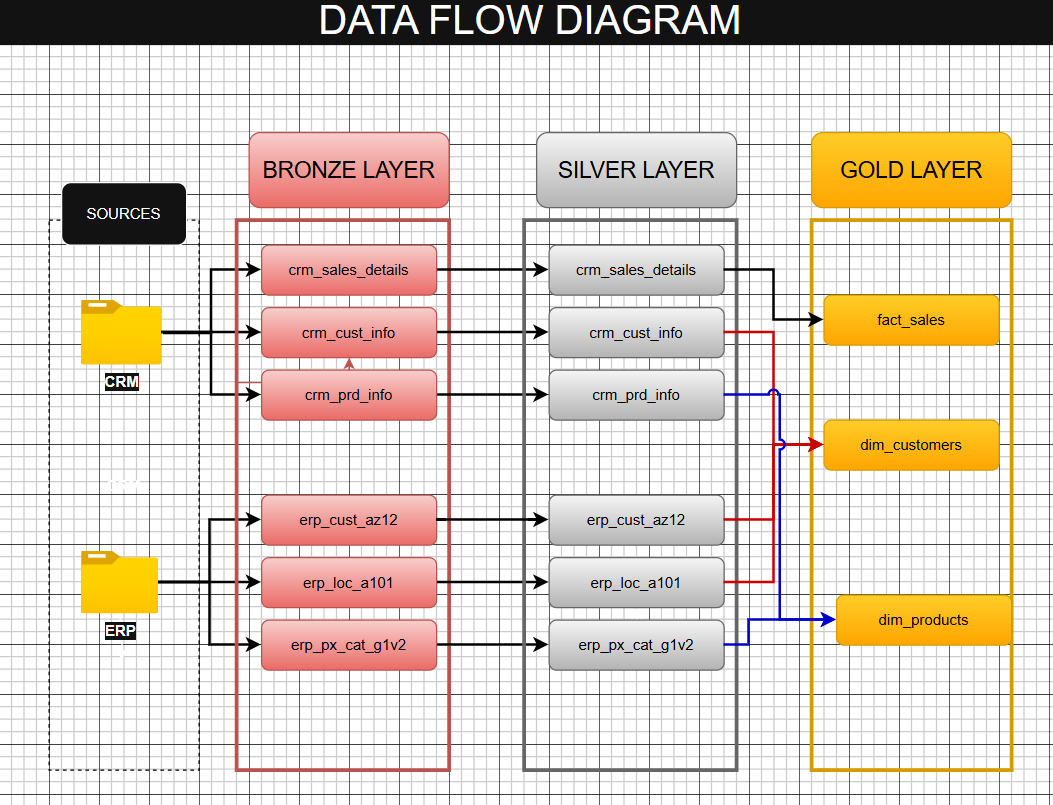 DATA FLOW DIAGRAM
BRONZE LAYER
SILVER LAYER
GOLD LAYER
SOURCES
crm_sales_details
crm_sales_details
fact_sales
crm_cust_info
crm_cust_info
CRM
crm_prd_info
crm_prd_info
dim_customers
erp_cust_az12
erp_cust_az12
erp_loc_a101
erp_loc_a101
ERP
dim_products
erp_px_cat_g1v2
erp_px_cat_g1v2